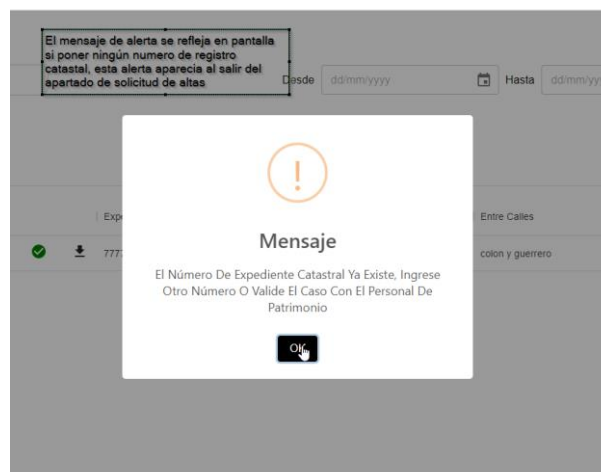 El mensaje de alerta se refleja en pantalla
si poner ningún numero de registro
catastal, esta alerta aparecia al salir del
apartado de solicitud de altas
Desde dd/mm/yyyy Hasta dd/mm/yy
Mensaje
El Número De Expediente Catastral Ya Existe, Ingrese
Otro Número O Valide El Caso Con El Personal De
Patrimonio
OK
Expe Entre Calles
777 colon y guerrero